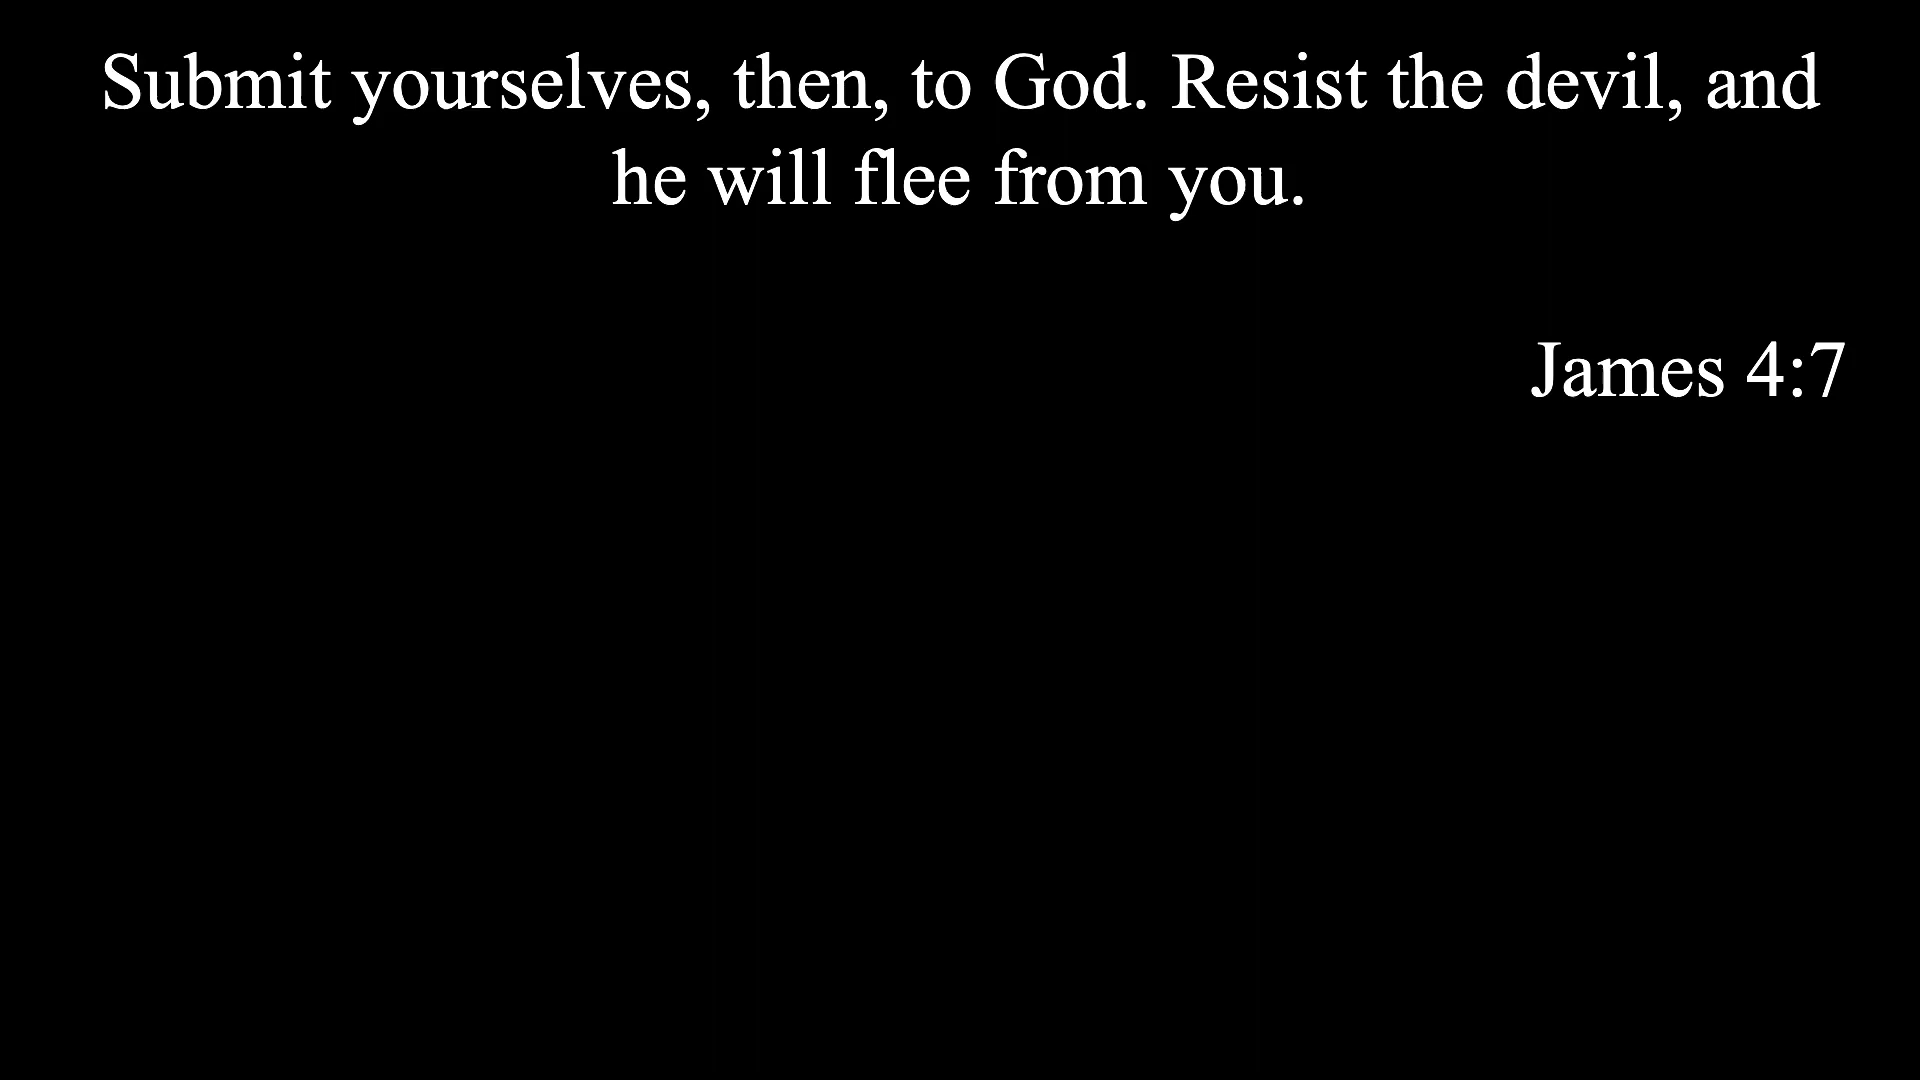 Submit yourselves, then, to God. Resist the devil, and
he will flee from you.
James 4:7